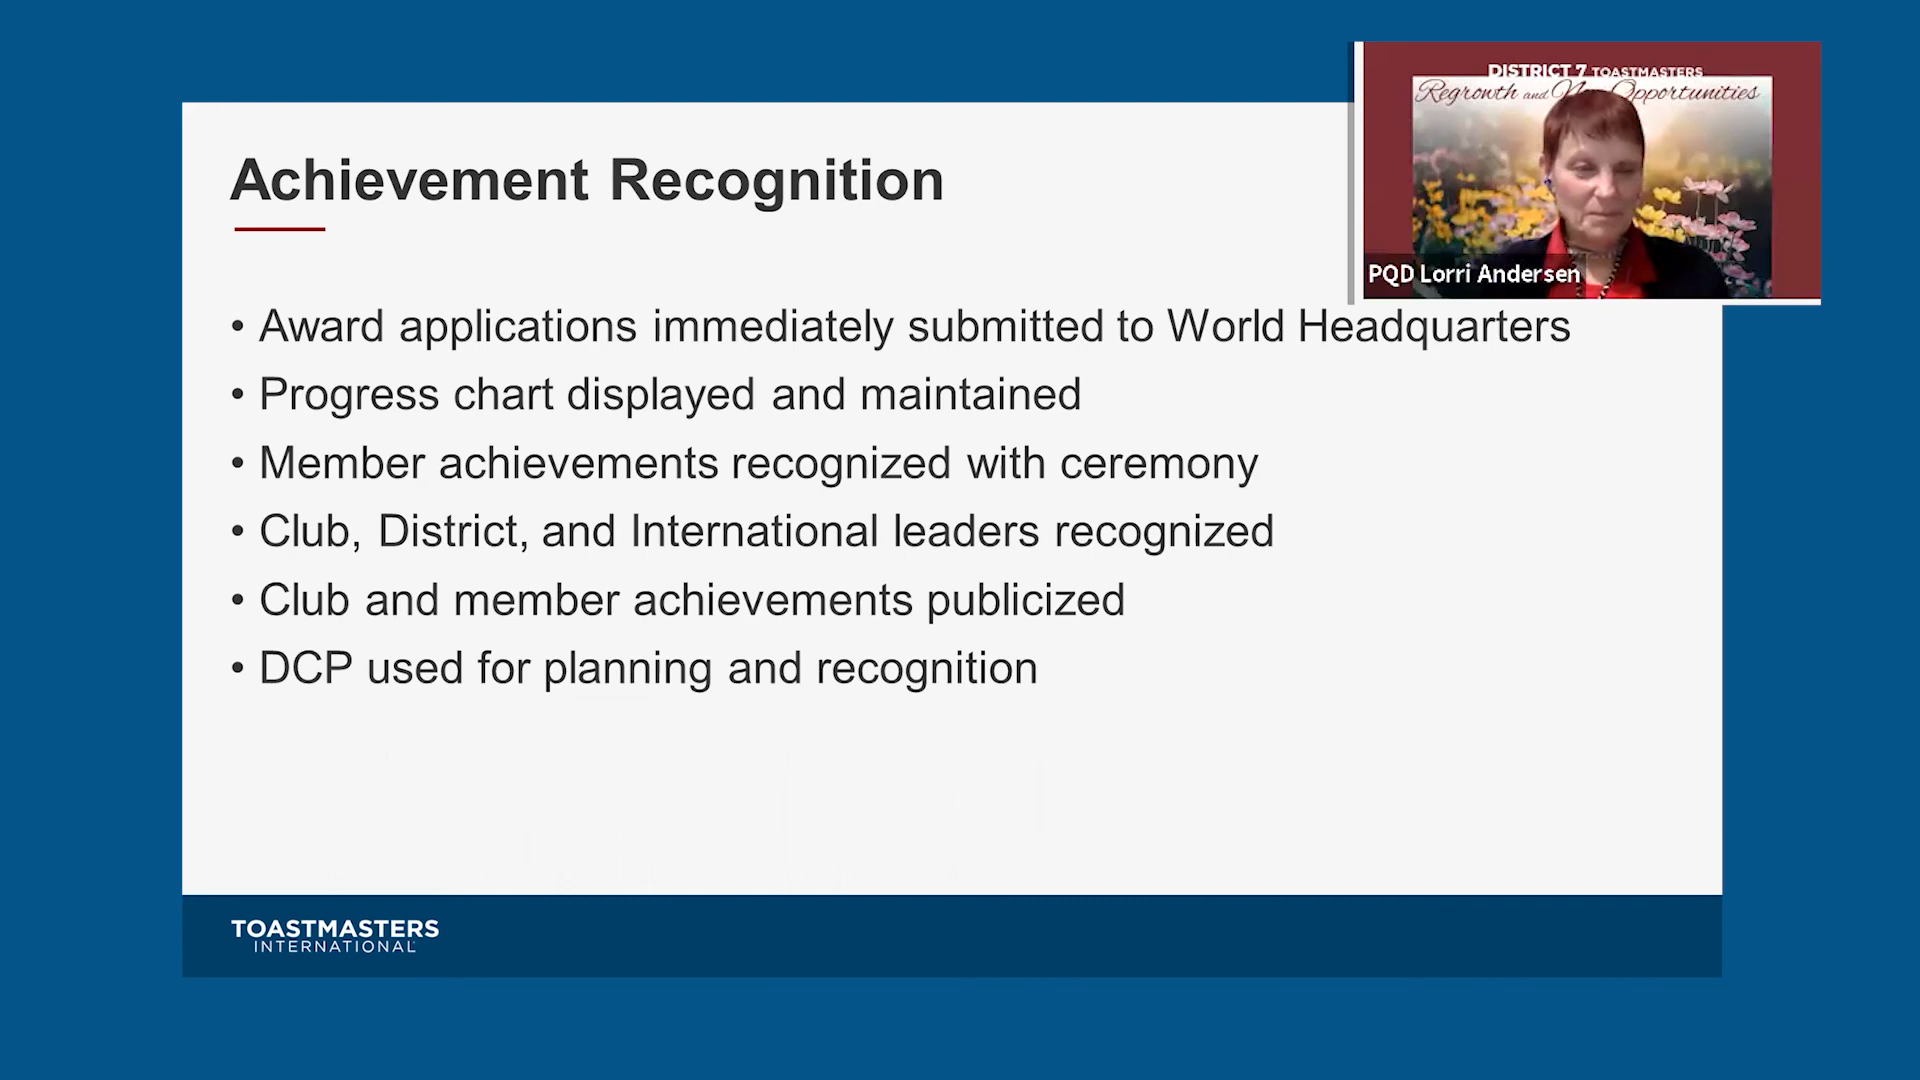 DISTRICT 7 TOASTMASTERS
Regrowth and New Opportunities
PQD Lorri Andersen
Achievement Recognition
• Award applications immediately submitted to World Headquarters
• Progress chart displayed and maintained
• Member achievements recognized with ceremony
• Club, District, and International leaders recognized
• Club and member achievements publicized
• DCP used for planning and recognition
TOASTMASTERS
INTERNATIONAL